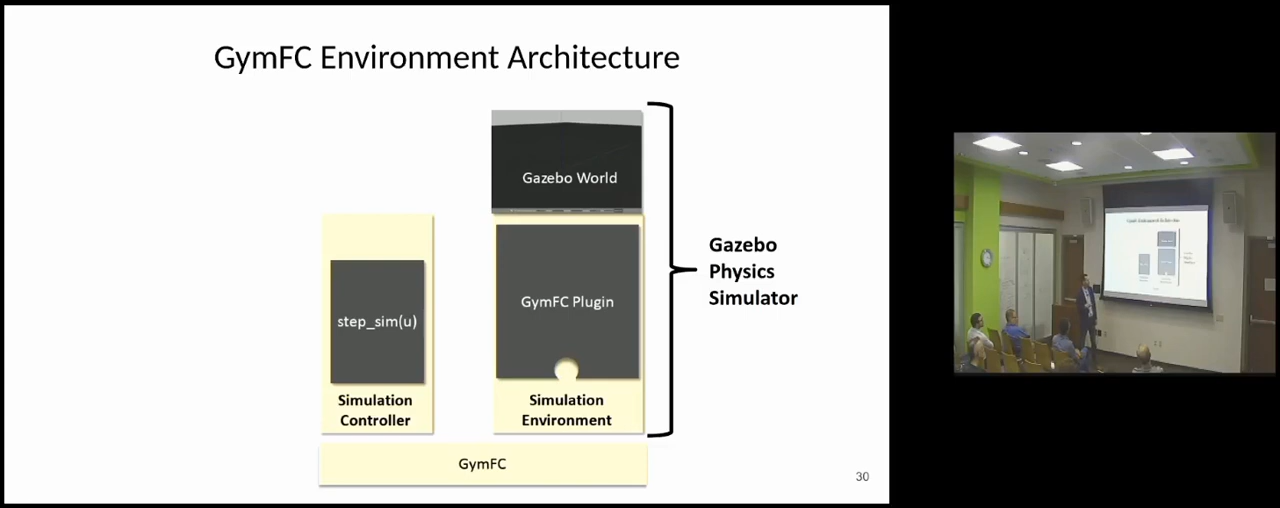 GymFC Environment Architecture
Gazebo World
GymFC Plugin
step_sim(u)
Simulation
Controller
Simulation
Environment
Gazebo
Physics
Simulator
GymFC
30